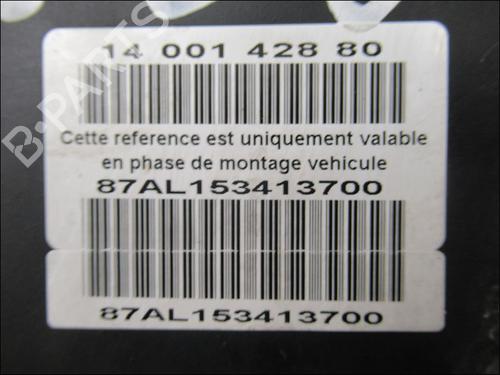 14 001 428 80
Cette reference est uniquement valable
en phase de montage vehicule
87AL153413700
87AL153413700
B-PARTS